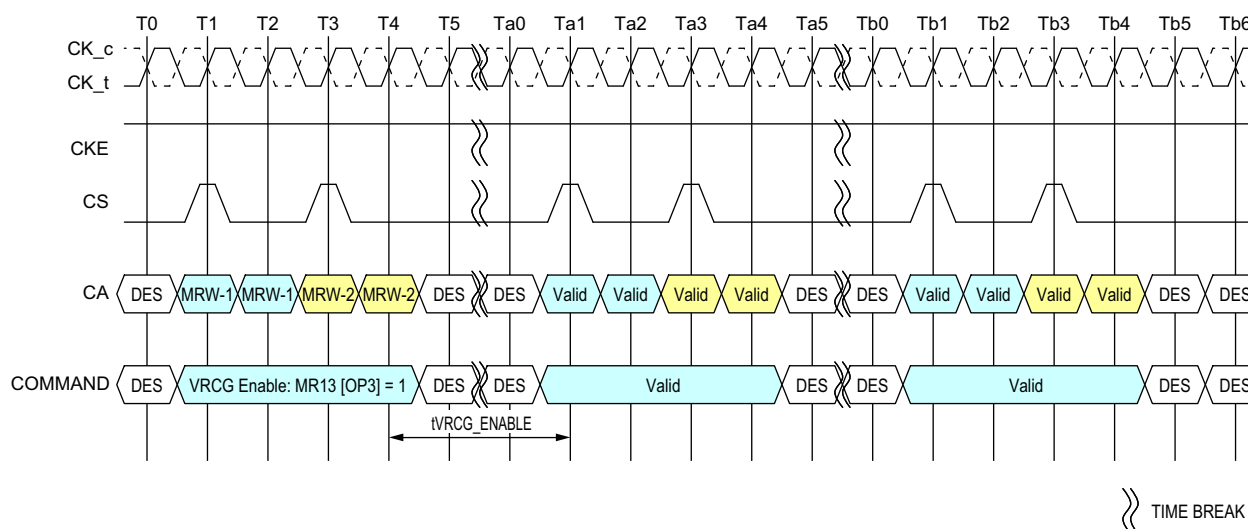 T0 T1 T2 T3 T4 T5 Ta0 Ta1 Ta2 Ta3 Ta4 Ta5 Tb0 Tb1 Tb2 Tb3 Tb4 Tb5 Tb6
CK_c
CK_t
CKE
CS
CA DES MRW-1 MRW-1 MRW-2 MRW-2 DES DES Valid Valid Valid Valid DES DES Valid Valid Valid Valid DES DES
COMMAND DES VRCG Enable: MR13 [OP3] = 1 DES DES Valid DES DES Valid DES DES
tVRCG_ENABLE
TIME BREAK